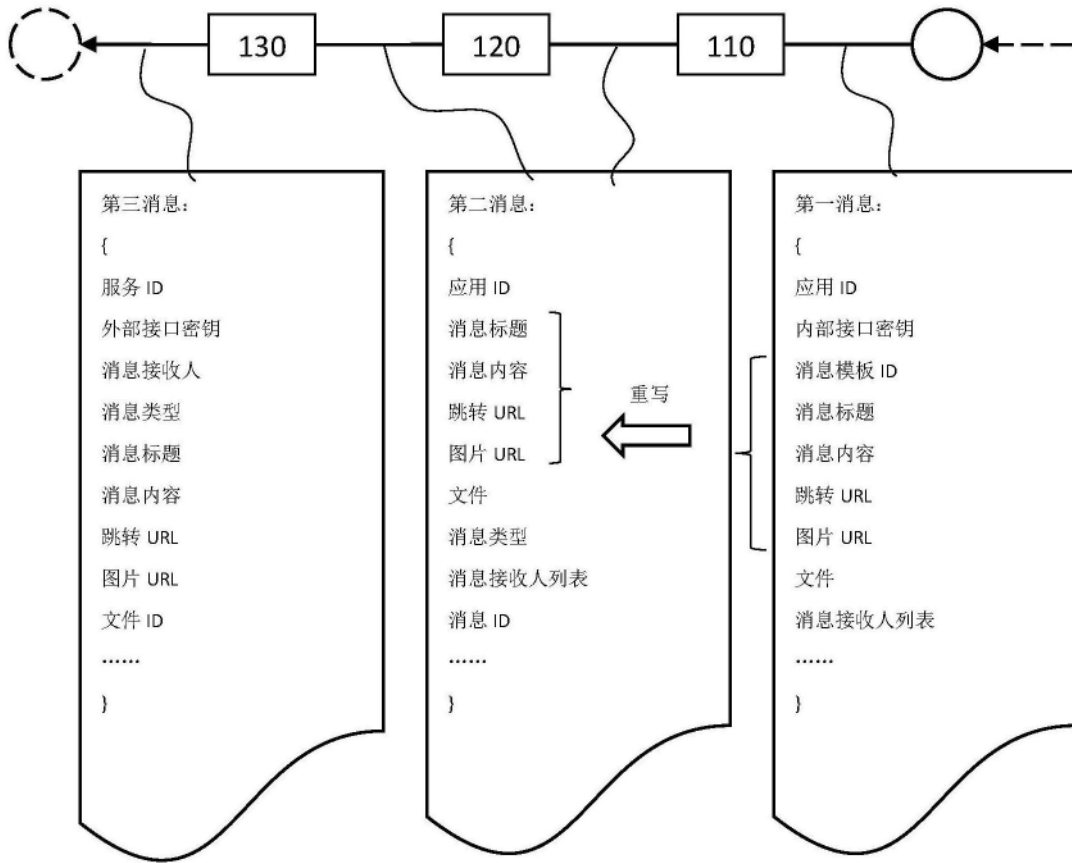 130
120
110
第三消息：
{
服务 ID
外部接口密钥
消息接收人
消息类型
消息标题
消息内容
跳转 URL
图片 URL
文件 ID
……
}
第二消息：
{
应用 ID
消息标题
消息内容
跳转 URL
图片 URL
文件
消息类型
消息接收人列表
消息 ID
……
}
重写
第一消息：
{
应用 ID
内部接口密钥
消息模板 ID
消息标题
消息内容
跳转 URL
图片 URL
文件
消息接收人列表
……
}